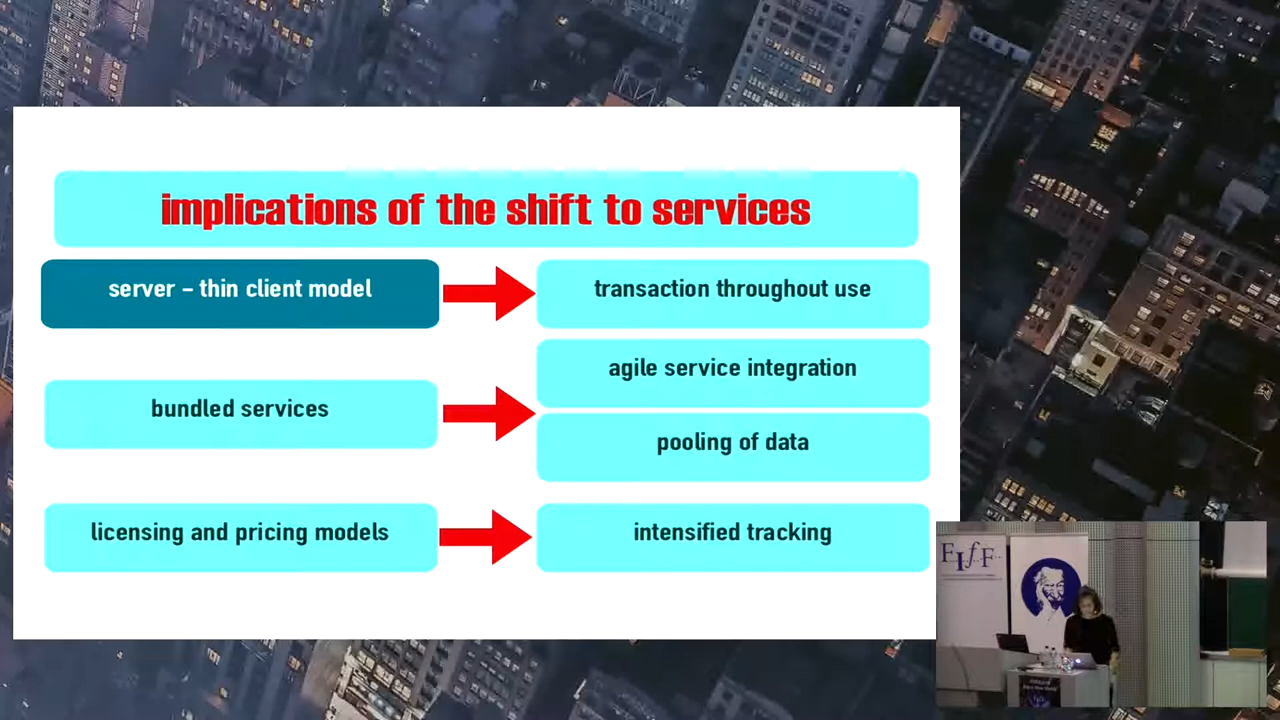 implications of the shift to services
server – thin client model
transaction throughout use
agile service integration
bundled services
pooling of data
licensing and pricing models
intensified tracking
FIfF